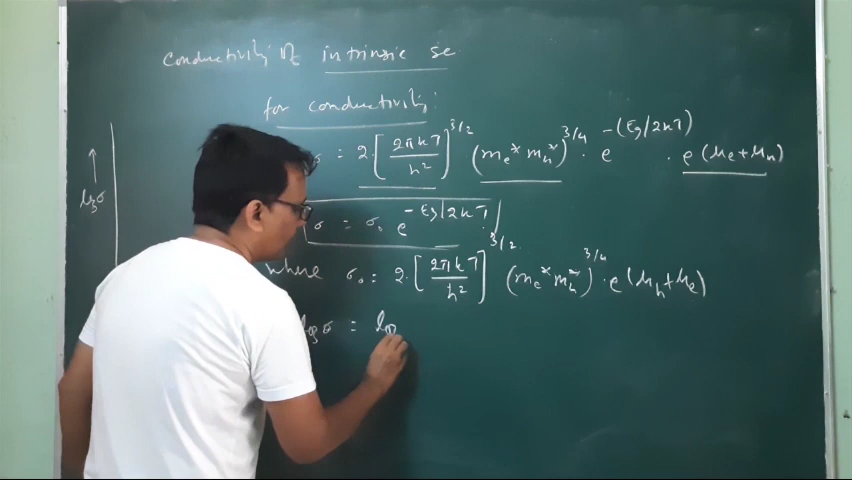 Conductivity of intrinsic sc
for conductivity:
σ = 2·[2πkT/h²]^3/2 (me* mh*)^3/4 · e^-(Eg/2kT) · e(μe+μh)
log σ
σ = σ₀ e^-Eg/2kT
where σ₀ = 2·[2πkT/h²]^3/2 (me* mh*)^3/4 · e(μh+μe)
log σ = log